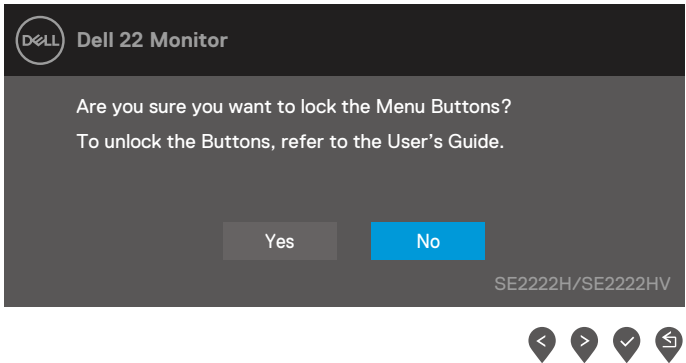 DELL Dell 22 Monitor
Are you sure you want to lock the Menu Buttons?
To unlock the Buttons, refer to the User’s Guide.
Yes No
SE2222H/SE2222HV